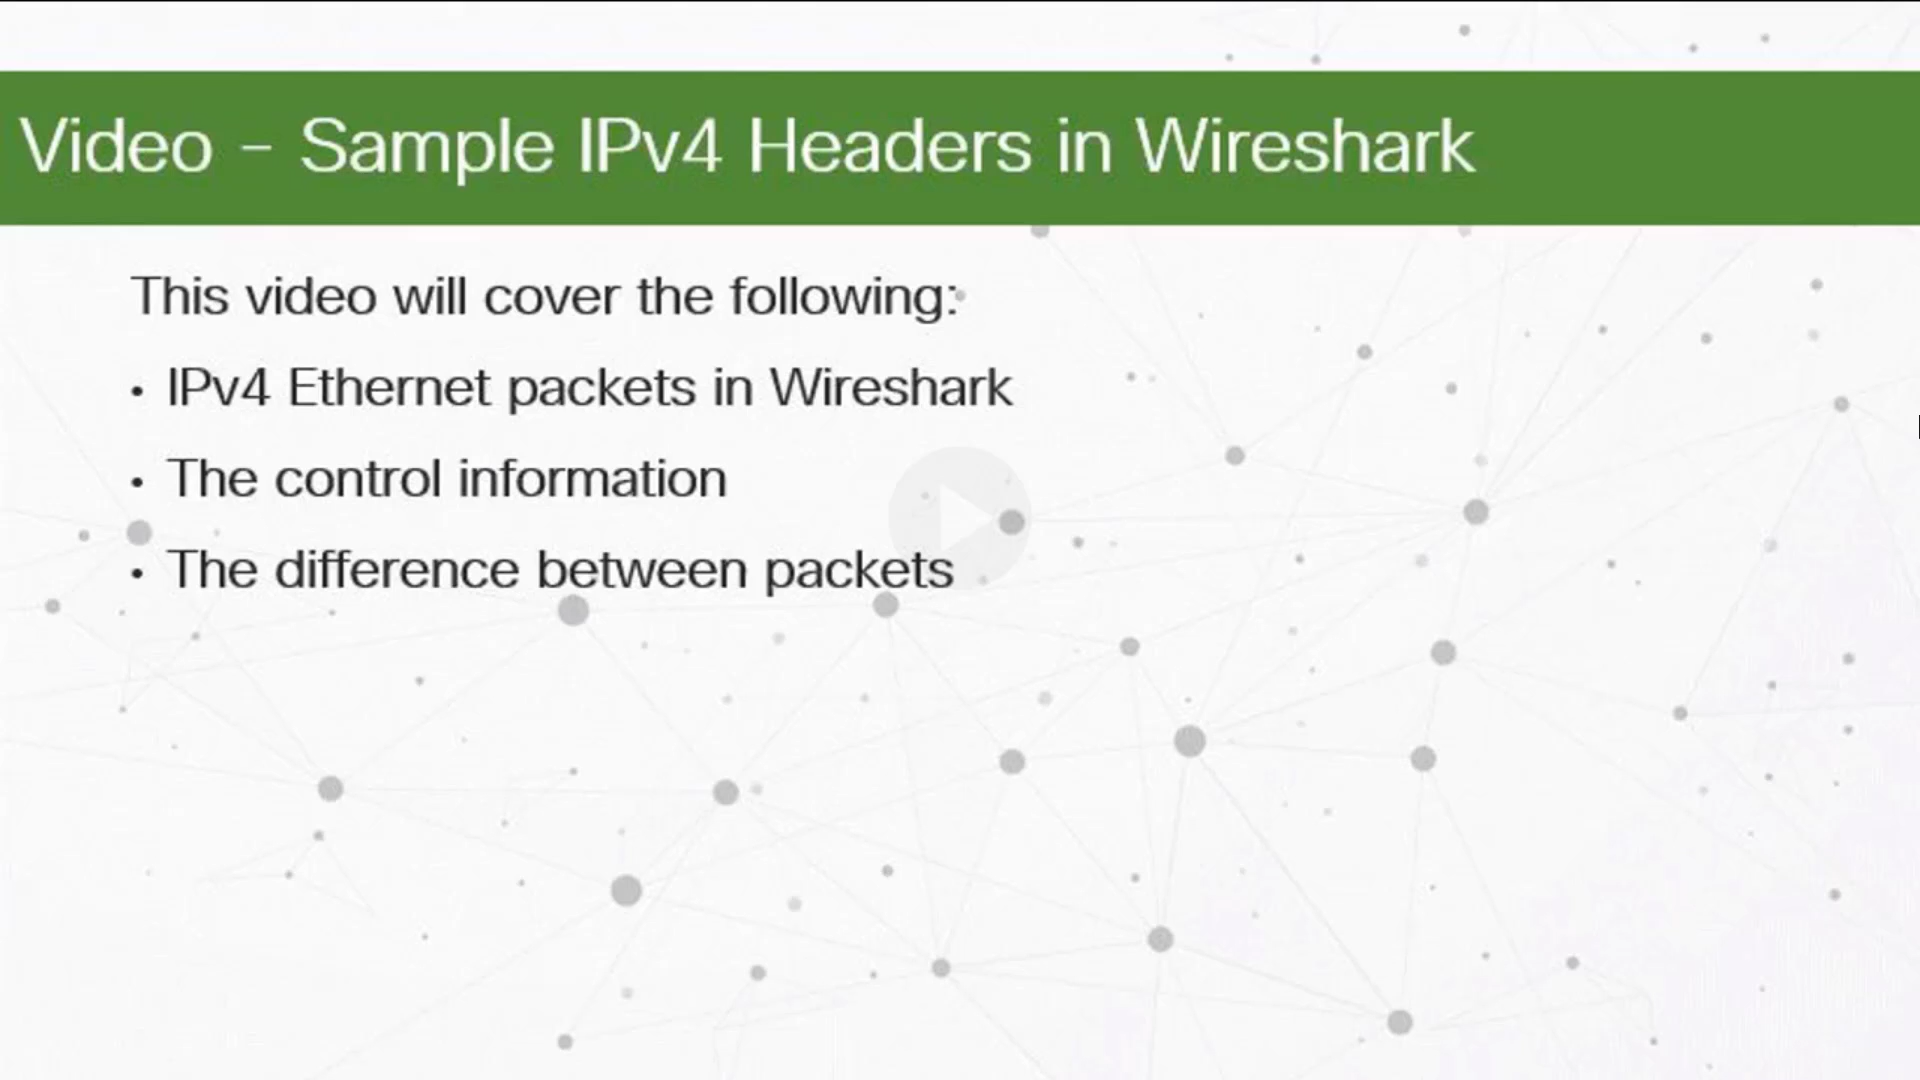 Video – Sample IPv4 Headers in Wireshark
This video will cover the following:
• IPv4 Ethernet packets in Wireshark
• The control information
• The difference between packets